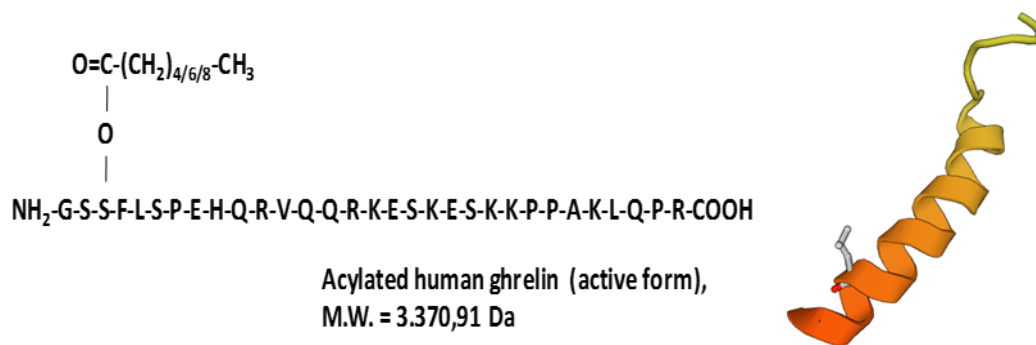 O=C-(CH₂)₄/₆/₈-CH₃
O
NH₂-G-S-S-F-L-S-P-E-H-Q-R-V-Q-Q-R-K-E-S-K-E-S-K-K-P-P-A-K-L-Q-P-R-COOH
Acylated human ghrelin (active form),
M.W. = 3.370,91 Da